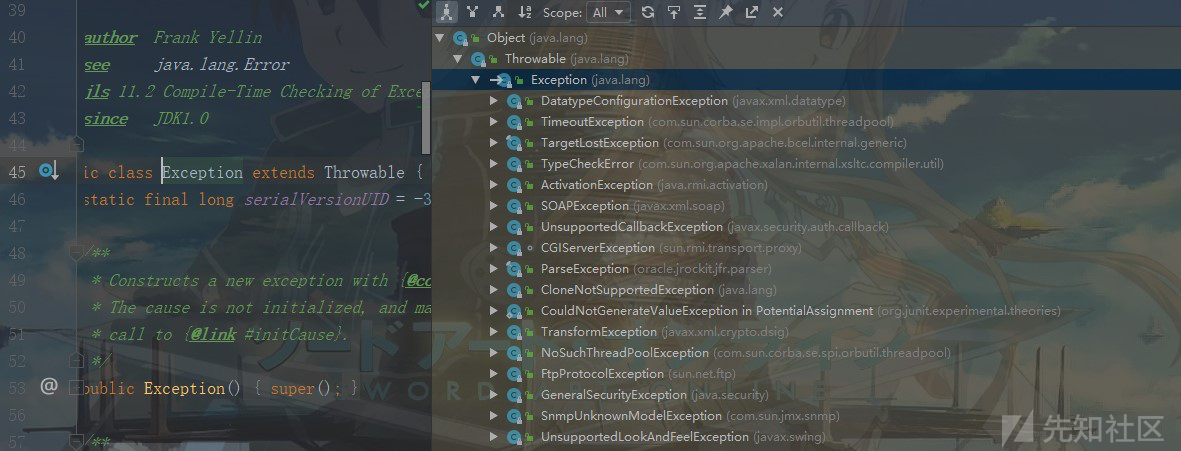 39
40 author Frank Yellin
41 see java.lang.Error
42 jls 11.2 Compile-Time Checking of Exce
43 since JDK1.0
44
45 ic class Exception extends Throwable {
46 static final long serialVersionUID = -3
47
48 /**
49 * Constructs a new exception with {@co
50 * The cause is not initialized, and ma
51 * call to {@link #initCause}.
52 */
53 @ public Exception() { super(); }
56
57 /**
Scope: All
Object (java.lang)
Throwable (java.lang)
Exception (java.lang)
DatatypeConfigurationException (javax.xml.datatype)
TimeoutException (com.sun.corba.se.impl.orbutil.threadpool)
TargetLostException (com.sun.org.apache.bcel.internal.generic)
TypeCheckError (com.sun.org.apache.xalan.internal.xsltc.compiler.util)
ActivationException (java.rmi.activation)
SOAPException (javax.xml.soap)
UnsupportedCallbackException (javax.security.auth.callback)
CGIServerException (sun.rmi.transport.proxy)
ParseException (oracle.jrockit.jfr.parser)
CloneNotSupportedException (java.lang)
CouldNotGenerateValueException in PotentialAssignment (org.junit.experimental.theories)
TransformException (javax.xml.crypto.dsig)
NoSuchThreadPoolException (com.sun.corba.se.spi.orbutil.threadpool)
FtpProtocolException (sun.net.ftp)
GeneralSecurityException (java.security)
SnmpUnknownModelException (com.sun.jmx.snmp)
UnsupportedLookAndFeelException (javax.swing)
先知社区